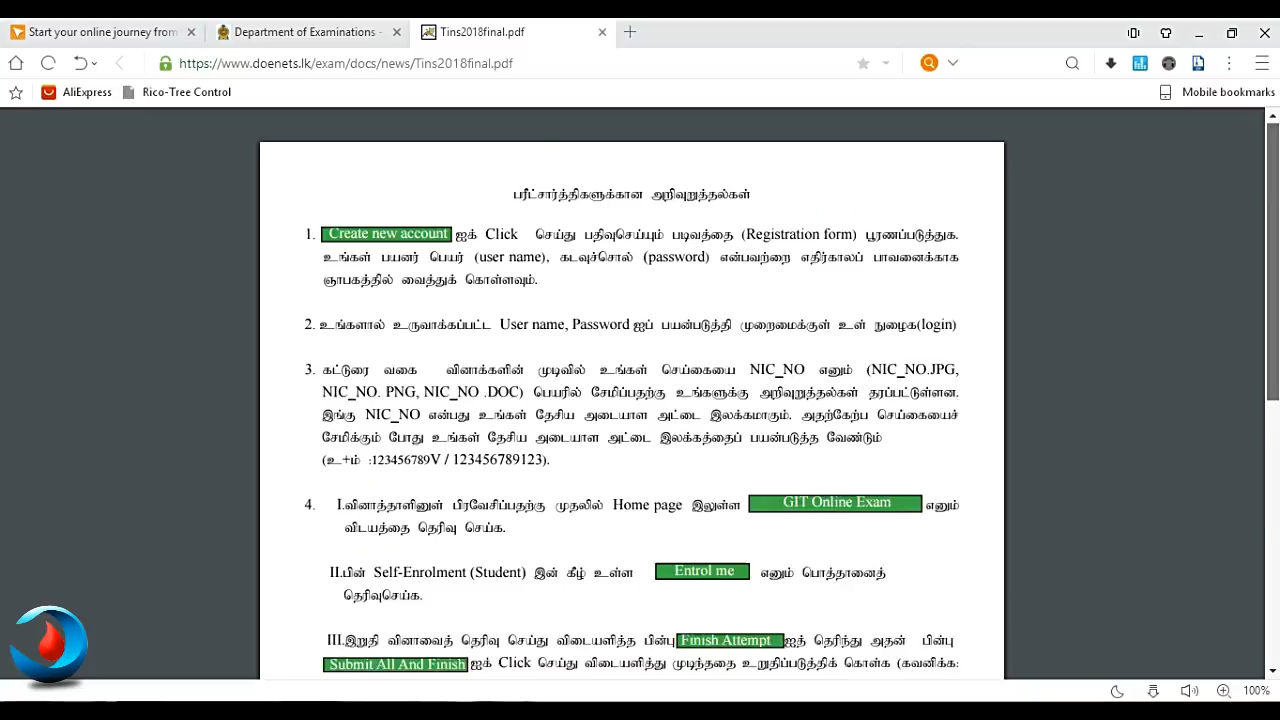 Start your online journey from
Department of Examinations -
Tins2018final.pdf
https://www.doenets.lk/exam/docs/news/Tins2018final.pdf
AliExpress
Rico-Tree Control
Mobile bookmarks
பரீட்சார்த்திகளுக்கான அறிவுறுத்தல்கள்
1. Create new account ஐக் Click செய்து பதிவுசெய்யும் படிவத்தை (Registration form) பூரணப்படுத்துக.
உங்கள் பயனர் பெயர் (user name), கடவுச்சொல் (password) என்பவற்றை எதிர்காலப் பாவனைக்காக
ஞாபகத்தில் வைத்துக் கொள்ளவும்.
2. உங்களால் உருவாக்கப்பட்ட User name, Password ஐப் பயன்படுத்தி முறைமைக்குள் உள் நுழைக(login)
3. கட்டுரை வகை வினாக்களின் முடிவில் உங்கள் செய்கையை NIC_NO எனும் (NIC_NO.JPG,
NIC_NO. PNG, NIC_NO .DOC) பெயரில் சேமிப்பதற்கு உங்களுக்கு அறிவுறுத்தல்கள் தரப்பட்டுள்ளன.
இங்கு NIC_NO என்பது உங்கள் தேசிய அடையாள அட்டை இலக்கமாகும். அதற்கேற்ப செய்கையைச்
சேமிக்கும் போது உங்கள் தேசிய அடையாள அட்டை இலக்கத்தைப் பயன்படுத்த வேண்டும்
(உ+ம் :123456789V / 123456789123).
4. I.வினாத்தாளினுள் பிரவேசிப்பதற்கு முதலில் Home page இலுள்ள GIT Online Exam எனும்
விடயத்தை தெரிவு செய்க.
II.பின் Self-Enrolment (Student) இன் கீழ் உள்ள Entrol me எனும் பொத்தானைத்
தெரிவுசெய்க.
III.இறுதி வினாவைத் தெரிவு செய்து விடையளித்த பின்பு Finish Attempt ஐத் தெரிந்து அதன் பின்பு
Submit All And Finish ஐக் Click செய்து விடையளித்து முடிந்ததை உறுதிப்படுத்திக் கொள்க (கவனிக்க:
100%